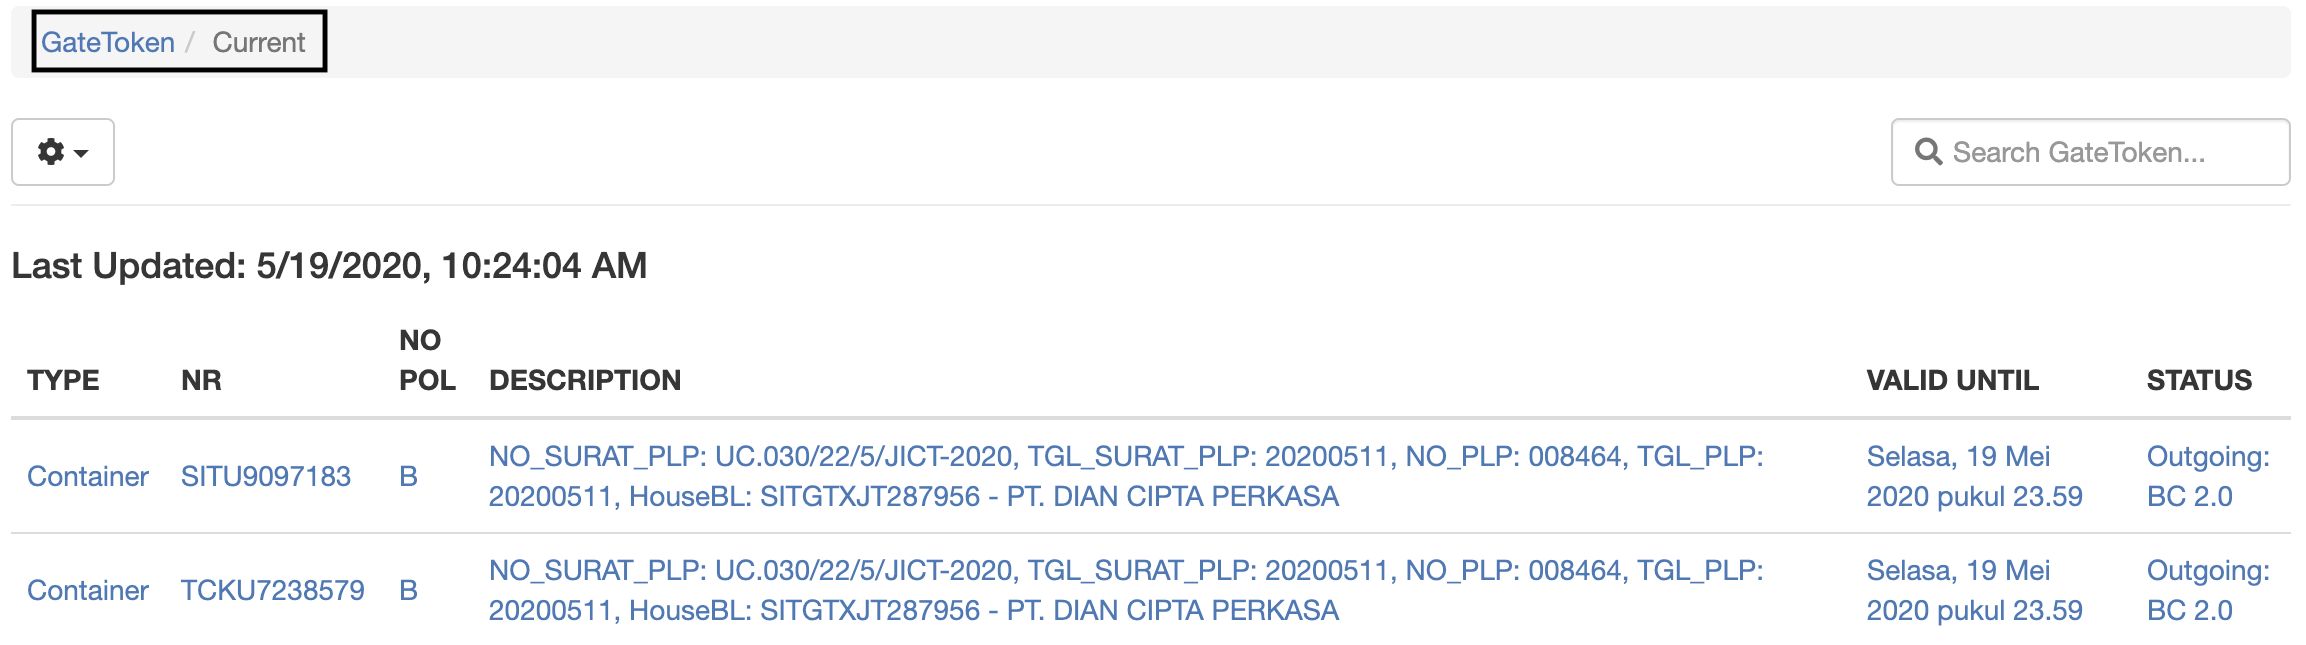 GateToken / Current
Search GateToken...
Last Updated: 5/19/2020, 10:24:04 AM
TYPE NR NO POL DESCRIPTION VALID UNTIL STATUS
Container SITU9097183 B NO_SURAT_PLP: UC.030/22/5/JICT-2020, TGL_SURAT_PLP: 20200511, NO_PLP: 008464, TGL_PLP: Selasa, 19 Mei Outgoing:
20200511, HouseBL: SITGTXJT287956 - PT. DIAN CIPTA PERKASA 2020 pukul 23.59 BC 2.0
Container TCKU7238579 B NO_SURAT_PLP: UC.030/22/5/JICT-2020, TGL_SURAT_PLP: 20200511, NO_PLP: 008464, TGL_PLP: Selasa, 19 Mei Outgoing:
20200511, HouseBL: SITGTXJT287956 - PT. DIAN CIPTA PERKASA 2020 pukul 23.59 BC 2.0